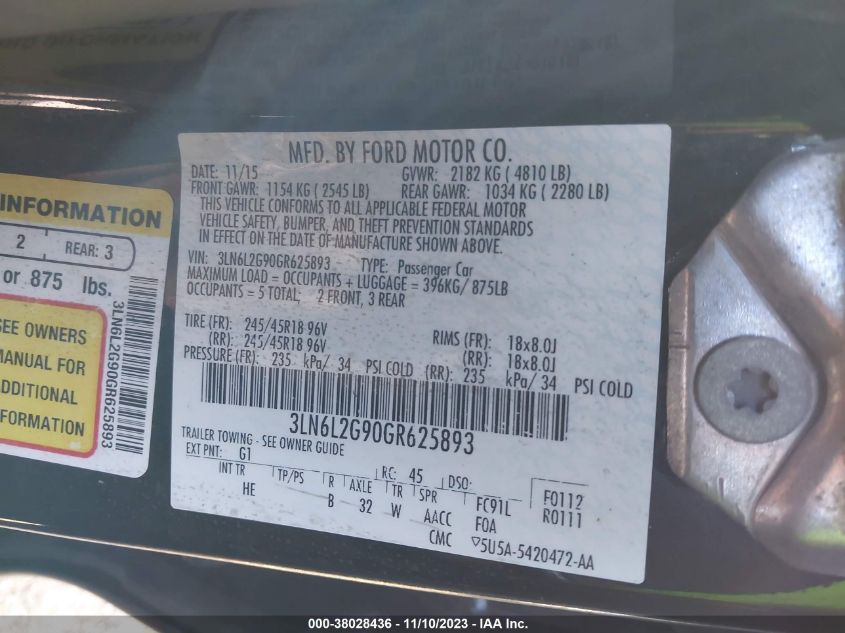 INFORMATION
2 REAR: 3
or 875 lbs.
SEE OWNERS
MANUAL FOR
ADDITIONAL
INFORMATION
3LN6L2G90GR625893
MFD. BY FORD MOTOR CO.
DATE: 11/15 GVWR: 2182 KG ( 4810 LB)
FRONT GAWR: 1154 KG ( 2545 LB) REAR GAWR: 1034 KG ( 2280 LB)
THIS VEHICLE CONFORMS TO ALL APPLICABLE FEDERAL MOTOR
VEHICLE SAFETY, BUMPER, AND THEFT PREVENTION STANDARDS
IN EFFECT ON THE DATE OF MANUFACTURE SHOWN ABOVE.
VIN: 3LN6L2G90GR625893 TYPE: Passenger Car
MAXIMUM LOAD = OCCUPANTS + LUGGAGE = 396KG/ 875LB
OCCUPANTS = 5 TOTAL; 2 FRONT, 3 REAR
TIRE (FR): 245/45R18 96V RIMS (FR): 18x8.0J
(RR): 245/45R18 96V (RR): 18x8.0J
PRESSURE (FR): 235 kPa/ 34 PSI COLD (RR): 235 kPa/ 34 PSI COLD
3LN6L2G90GR625893
TRAILER TOWING - SEE OWNER GUIDE
EXT PNT: G1 RC: 45 DSO:
INT TR TP/PS R AXLE TR SPR FC91L F0112
HE B 32 W AACC FOA R0111
CMC ▽5U5A-5420472-AA
000-38028436 - 11/10/2023 - IAA Inc.